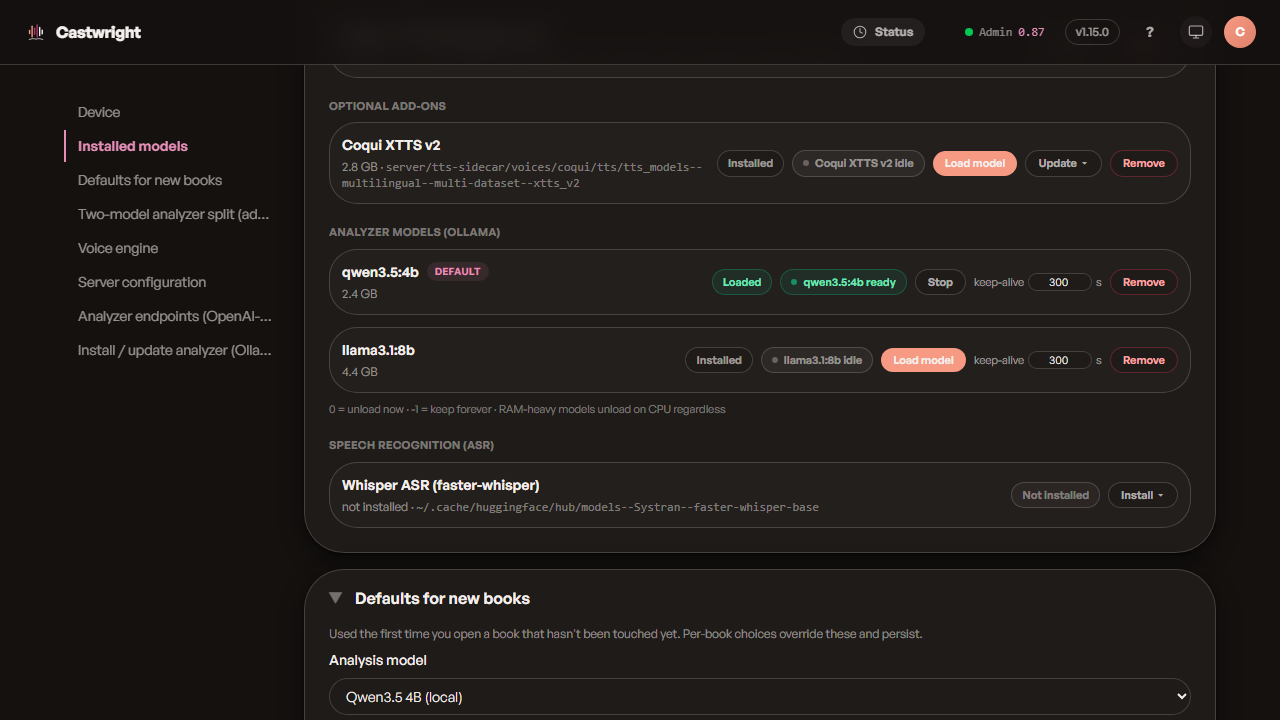 Castwright
Status
Admin 0.87
v1.15.0
?
C
Device
Installed models
Defaults for new books
Two-model analyzer split (ad...
Voice engine
Server configuration
Analyzer endpoints (OpenAI-...
Install / update analyzer (Olla...
OPTIONAL ADD-ONS
Coqui XTTS v2
2.8 GB · server/tts-sidecar/voices/coqui/tts/tts_models--
multilingual--multi-dataset--xtts_v2
Installed
Coqui XTTS v2 idle
Load model
Update
Remove
ANALYZER MODELS (OLLAMA)
qwen3.5:4b DEFAULT
2.4 GB
Loaded
qwen3.5:4b ready
Stop
keep-alive 300 s
Remove
llama3.1:8b
4.4 GB
Installed
llama3.1:8b idle
Load model
keep-alive 300 s
Remove
0 = unload now · -1 = keep forever · RAM-heavy models unload on CPU regardless
SPEECH RECOGNITION (ASR)
Whisper ASR (faster-whisper)
not installed · ~/.cache/huggingface/hub/models--Systran--faster-whisper-base
Not installed
Install
Defaults for new books
Used the first time you open a book that hasn't been touched yet. Per-book choices override these and persist.
Analysis model
Qwen3.5 4B (local)